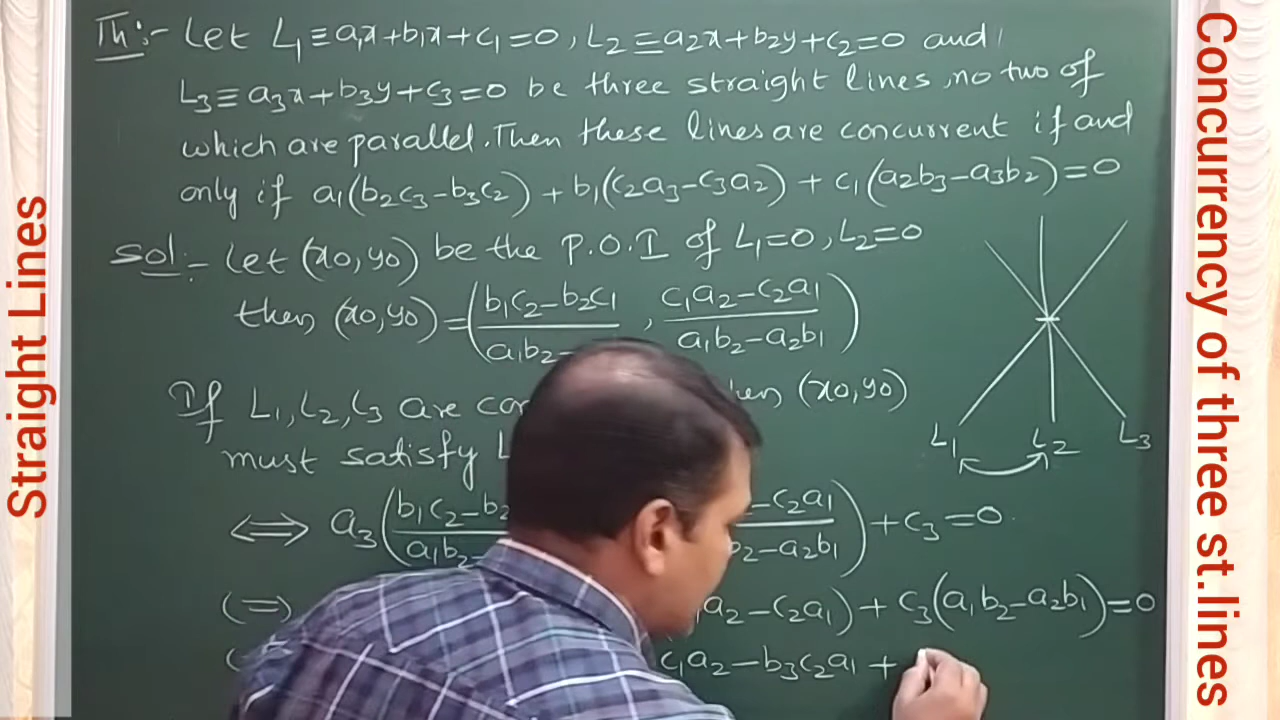 Straight Lines
Th:- Let L1≡a1x+b1x+c1=0, L2≡a2x+b2y+c2=0 and
L3≡a3x+b3y+c3=0 be three straight lines, no two of
which are parallel. Then these lines are concurrent if and
only if a1(b2c3-b3c2) + b1(c2a3-c3a2) + c1(a2b3-a3b2)=0
Sol:- Let (x0,y0) be the P.O.I of L1=0, L2=0
then (x0,y0)=(b1c2-b2c1/a1b2-, c1a2-c2a1/a1b2-a2b1)
If L1, L2, L3 are (x0,y0)
must satisfy L
⟺ a3(b1c2-b2/a1b2- -c2a1/b2-a2b1)+c3=0.
a2-c2a1) + c3(a1b2-a2b1)=0
c1a2-b3c2a1+
L1 L2 L3
Concurrency of three st.lines